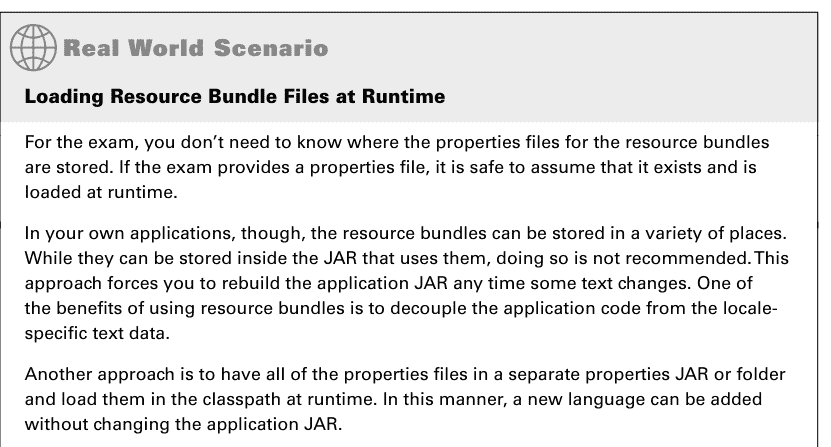 Real World Scenario
Loading Resource Bundle Files at Runtime
For the exam, you don’t need to know where the properties files for the resource bundles
are stored. If the exam provides a properties file, it is safe to assume that it exists and is
loaded at runtime.
In your own applications, though, the resource bundles can be stored in a variety of places.
While they can be stored inside the JAR that uses them, doing so is not recommended. This
approach forces you to rebuild the application JAR any time some text changes. One of
the benefits of using resource bundles is to decouple the application code from the locale-
specific text data.
Another approach is to have all of the properties files in a separate properties JAR or folder
and load them in the classpath at runtime. In this manner, a new language can be added
without changing the application JAR.